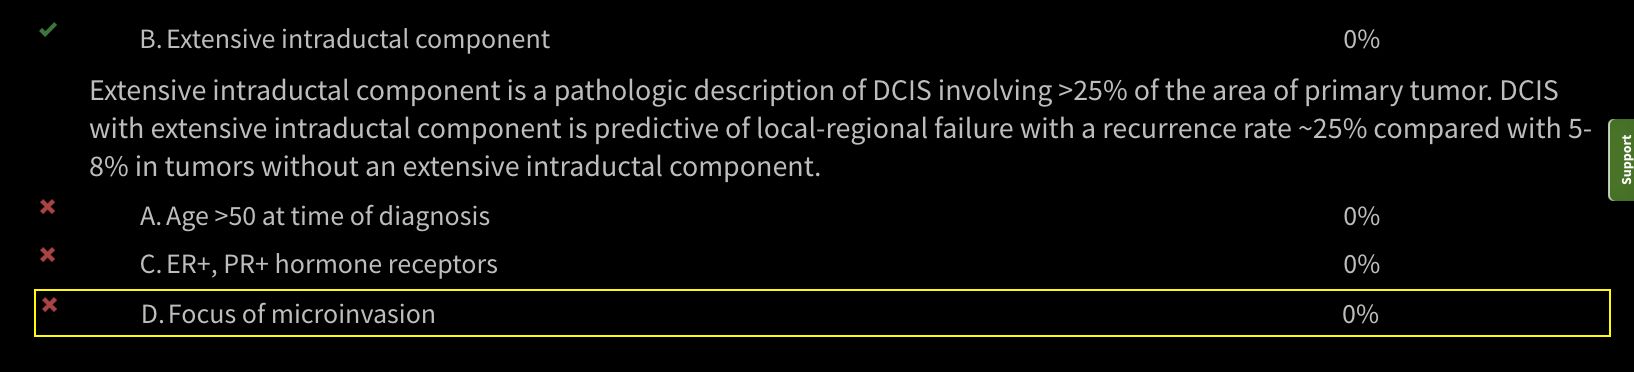 B. Extensive intraductal component 0%
Extensive intraductal component is a pathologic description of DCIS involving >25% of the area of primary tumor. DCIS
with extensive intraductal component is predictive of local-regional failure with a recurrence rate ~25% compared with 5-
8% in tumors without an extensive intraductal component.
Support
A. Age >50 at time of diagnosis 0%
C. ER+, PR+ hormone receptors 0%
D. Focus of microinvasion 0%